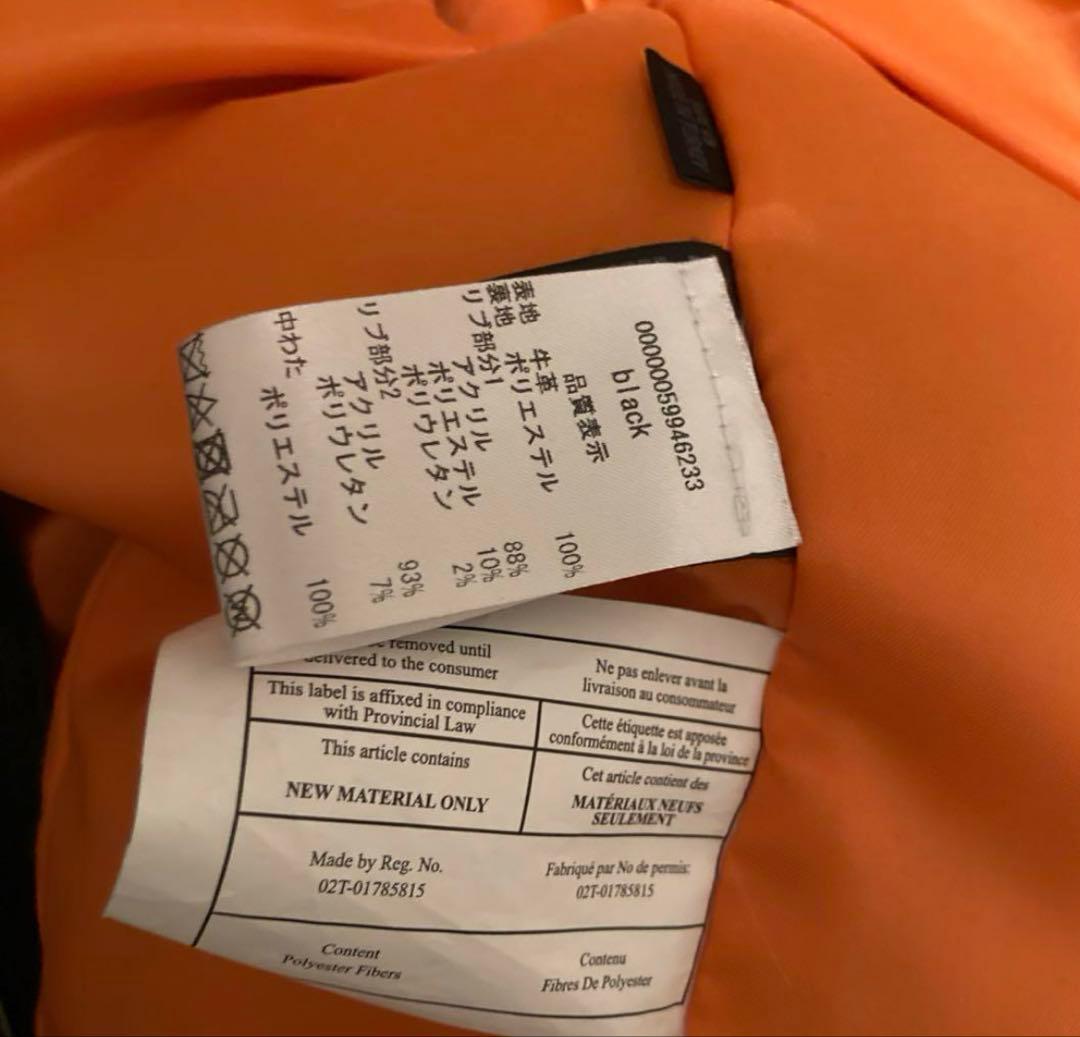 0000059946233
black
品質表示
表地 牛革
裏地 ポリエステル 100%
リブ部分1
アクリル 88%
ポリエステル 10%
ポリウレタン 2%
リブ部分2
アクリル 93%
ポリウレタン 7%
中わた
ポリエステル 100%
removed until
delivered to the consumer
Ne pas enlever avant la
livraison au consommateur
This label is affixed in compliance
with Provincial Law
Cette étiquette est apposée
conformément à la loi de la province
This article contains
NEW MATERIAL ONLY
Cet article contient des
MATÉRIAUX NEUFS
SEULEMENT
Made by Reg. No.
02T-01785815
Fabriqué par No de permis:
02T-01785815
Content
Polyester Fibers
Contenu
Fibres De Polyester